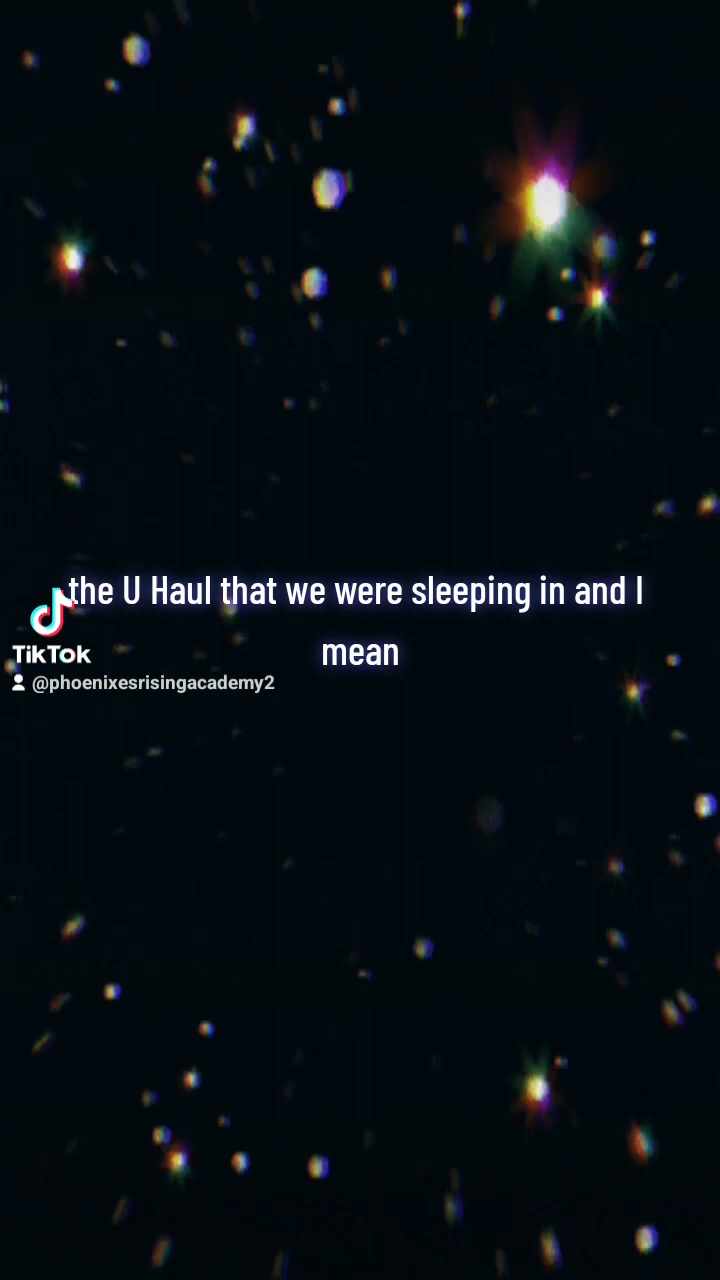 the U Haul that we were sleeping in and I
mean
TikTok
@phoenixesrisingacademy2